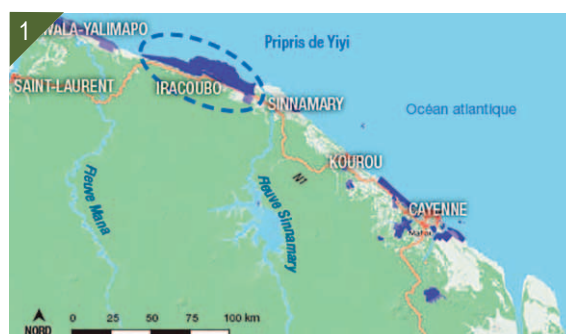 1
WALA-YALIMAPO
Pripris de Yiyi
SAINT-LAURENT
IRACOUBO
SINNAMARY
Océan atlantique
KOUROU
N1
Fleuve Mana
Fleuve Sinnamary
CAYENNE
NORD
0 25 50 75 100 km